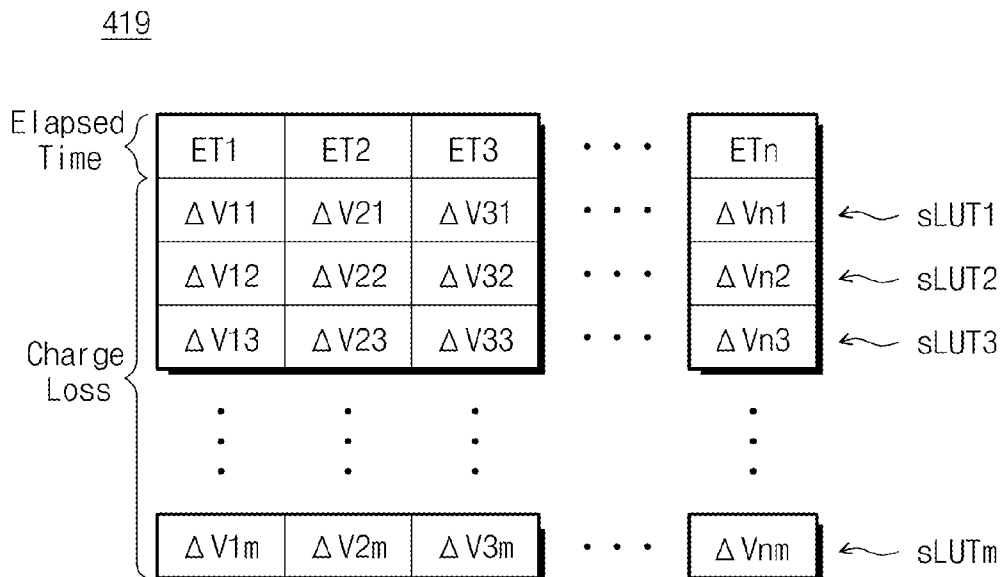 419
Elapsed Time
ET1 ET2 ET3 · · · ETn
ΔV11 ΔV21 ΔV31 · · · ΔVn1 sLUT1
ΔV12 ΔV22 ΔV32 · · · ΔVn2 sLUT2
ΔV13 ΔV23 ΔV33 · · · ΔVn3 sLUT3
Charge Loss
ΔV1m ΔV2m ΔV3m · · · ΔVnm sLUTm